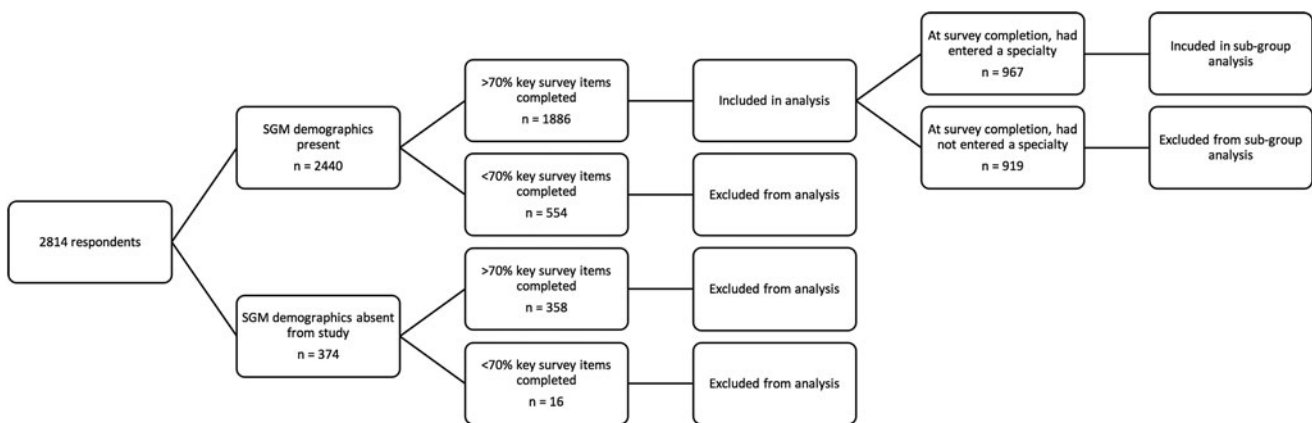 2814 respondents
SGM demographics
present
n = 2440
SGM demographics absent
from study
n = 374
>70% key survey items
completed
n = 1886
<70% key survey items
completed
n = 554
>70% key survey items
completed
n = 358
<70% key survey items
completed
n = 16
Included in analysis
Excluded from analysis
Excluded from analysis
Excluded from analysis
At survey completion, had
entered a specialty
n = 967
At survey completion, had
not entered a specialty
n = 919
Incuded in sub-group
analysis
Excluded from sub-group
analysis